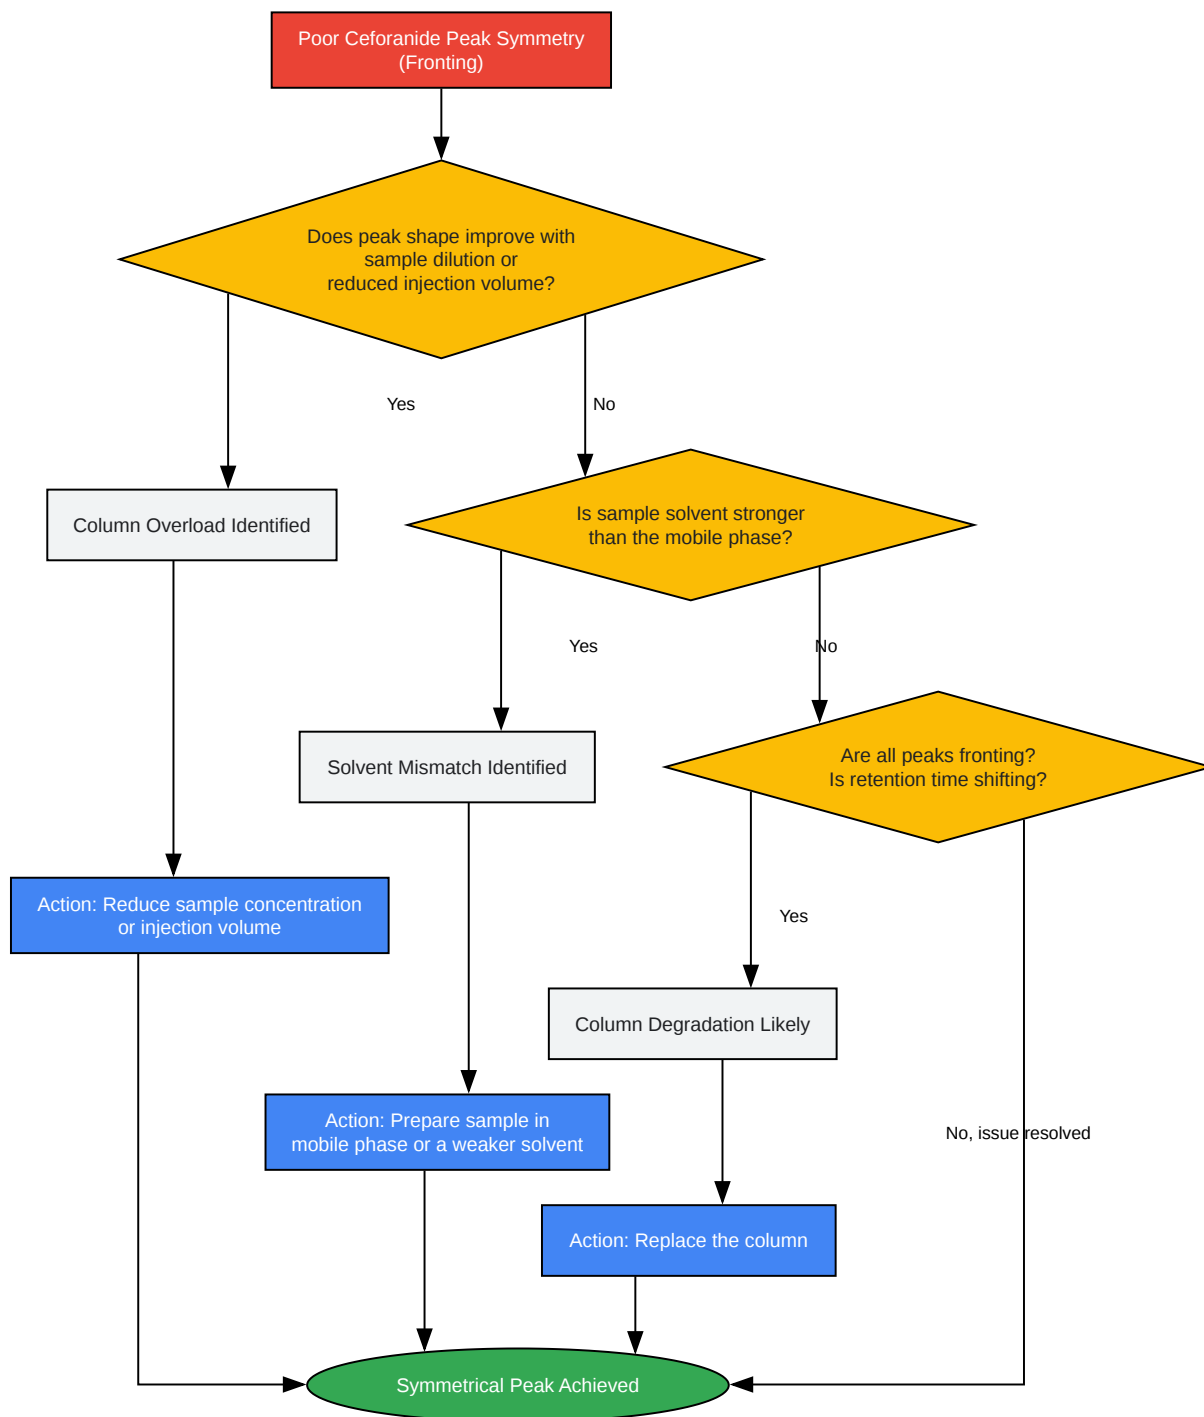 Poor Ceforanide Peak Symmetry
(Fronting)
Does peak shape improve with
sample dilution or
reduced injection volume?
Yes
No
Column Overload Identified
Is sample solvent stronger
than the mobile phase?
Yes
No
Solvent Mismatch Identified
Are all peaks fronting?
Is retention time shifting?
Action: Reduce sample concentration
or injection volume
Yes
Column Degradation Likely
Action: Prepare sample in
mobile phase or a weaker solvent
No, issue resolved
Action: Replace the column
Symmetrical Peak Achieved